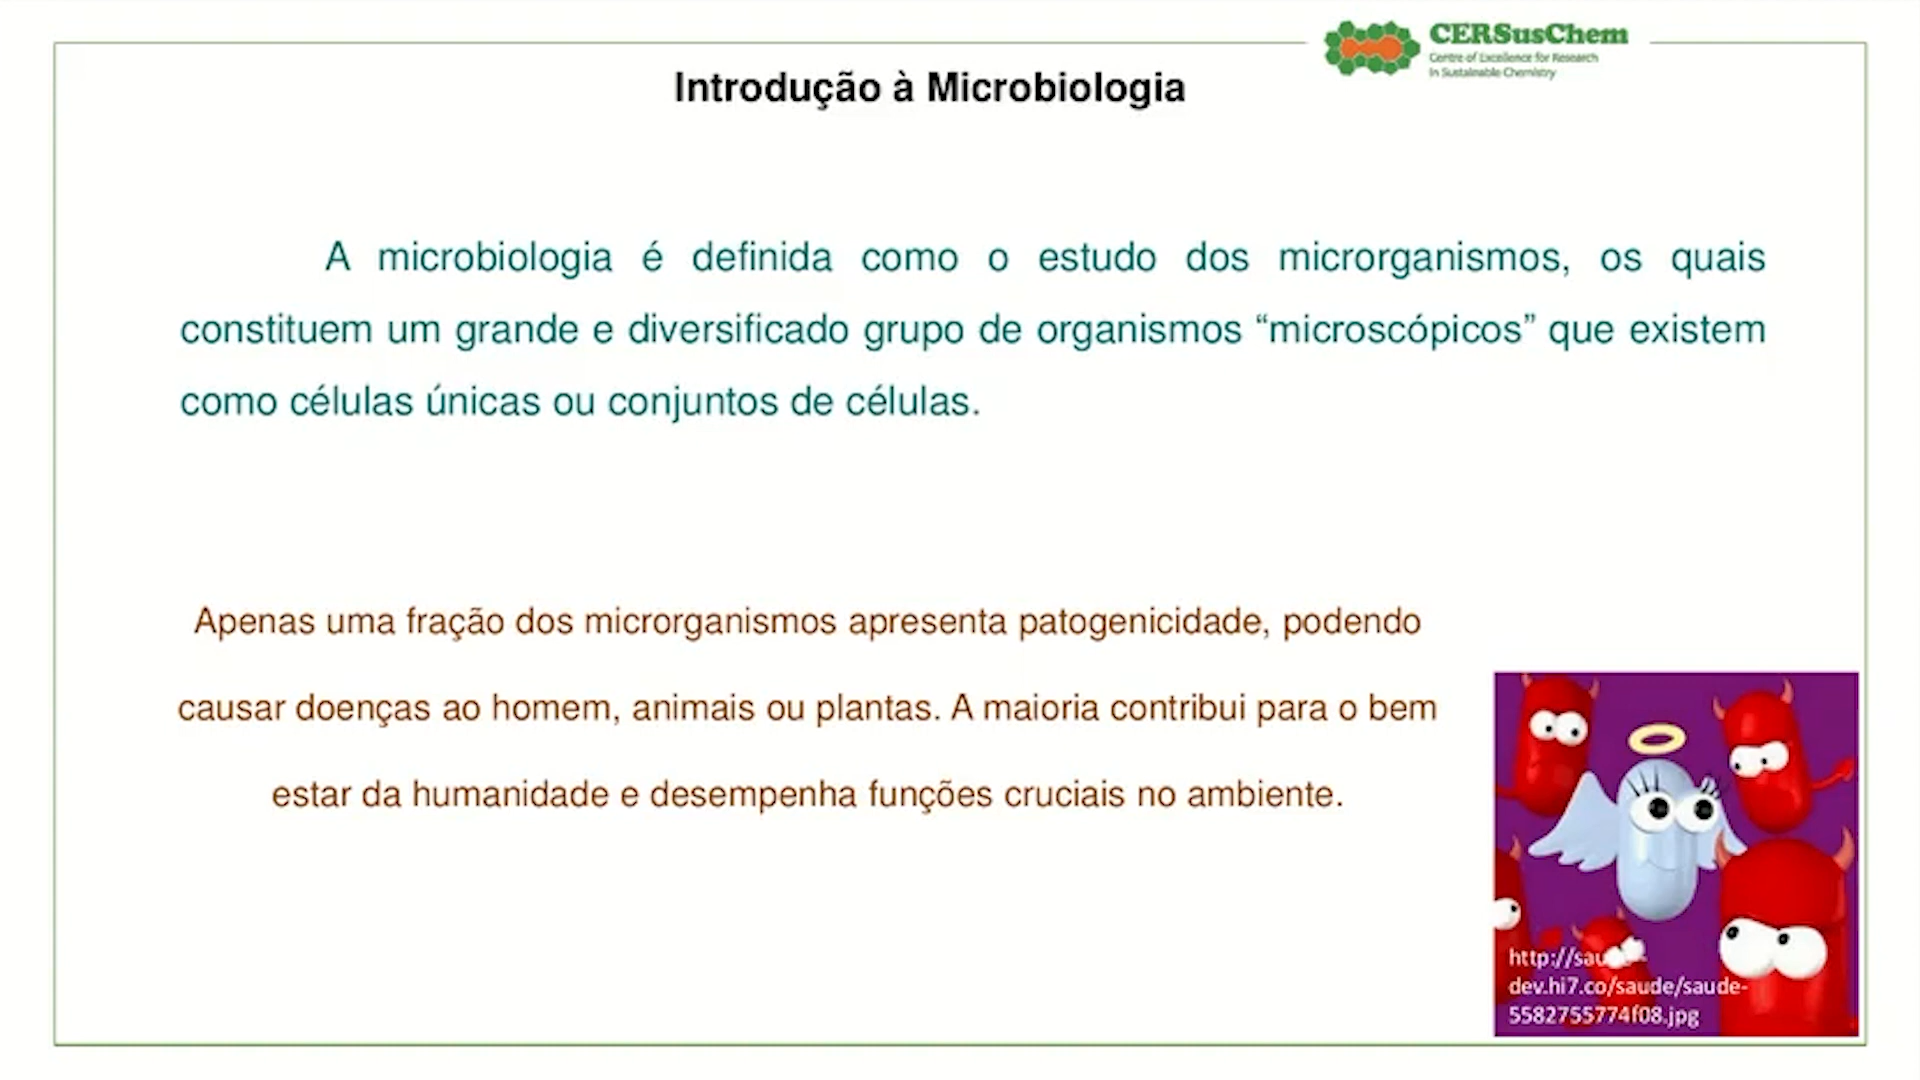 CERSusChem
Centre of Excellence for Research
in Sustainable Chemistry
Introdução à Microbiologia
A microbiologia é definida como o estudo dos microrganismos, os quais
constituem um grande e diversificado grupo de organismos “microscópicos” que existem
como células únicas ou conjuntos de células.
Apenas uma fração dos microrganismos apresenta patogenicidade, podendo
causar doenças ao homem, animais ou plantas. A maioria contribui para o bem
estar da humanidade e desempenha funções cruciais no ambiente.
http://saude-
dev.hi7.co/saude/saude-
5582755774f08.jpg